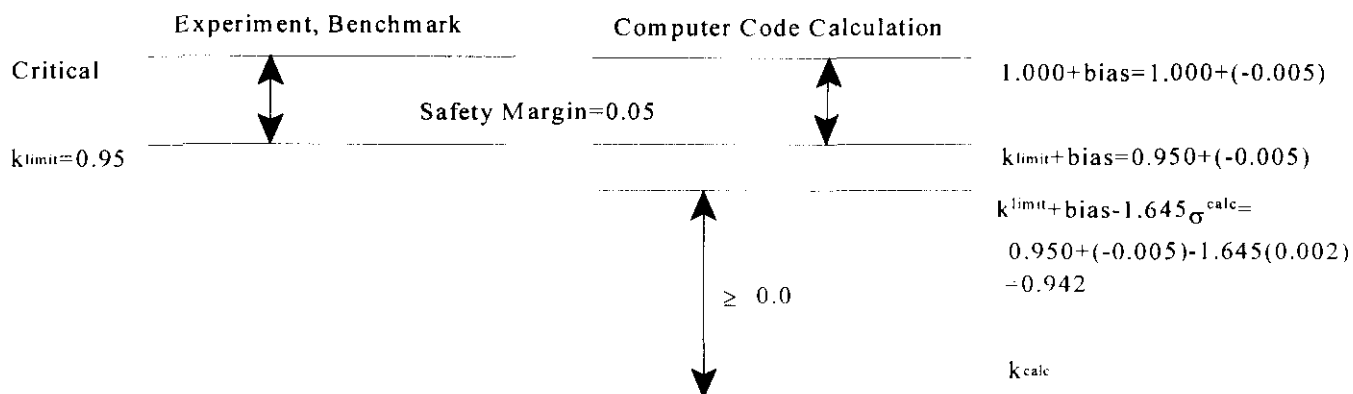 Experiment, Benchmark
Computer Code Calculation
Critical
1.000+bias=1.000+(-0.005)
Safety Margin=0.05
klimit=0.95
klimit+bias=0.950+(-0.005)
klimit+bias-1.645σcalc=
0.950+(-0.005)-1.645(0.002)
=0.942
≥ 0.0
kcalc